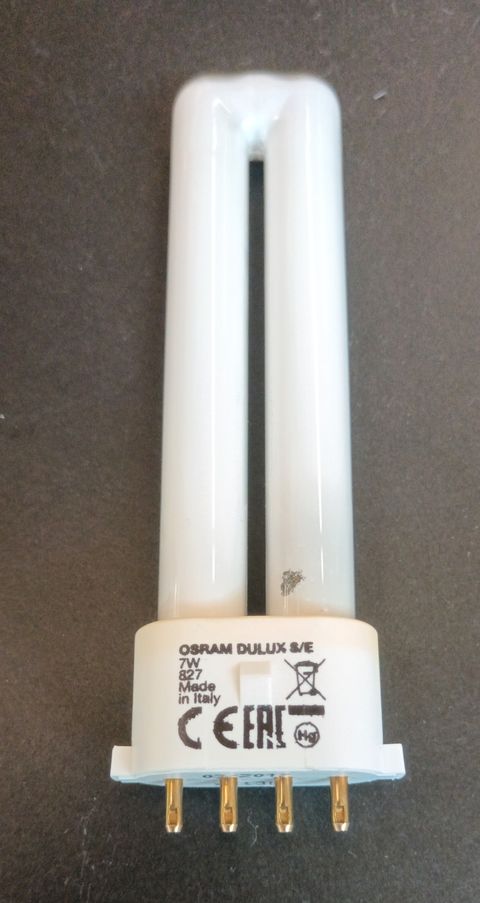 OSRAM DULUX S/E
7W
827
Made
in Italy
CE EAC
Hg